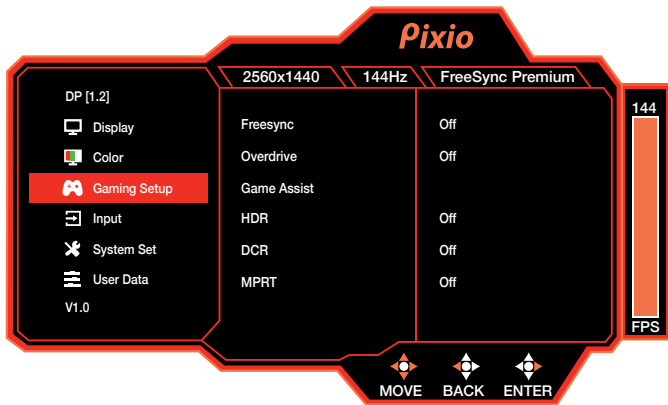 Pixio
2560x1440 144Hz FreeSync Premium
DP [1.2]
Display
Color
Gaming Setup
Input
System Set
User Data
V1.0
Freesync Off
Overdrive Off
Game Assist
HDR Off
DCR Off
MPRT Off
144
FPS
MOVE BACK ENTER